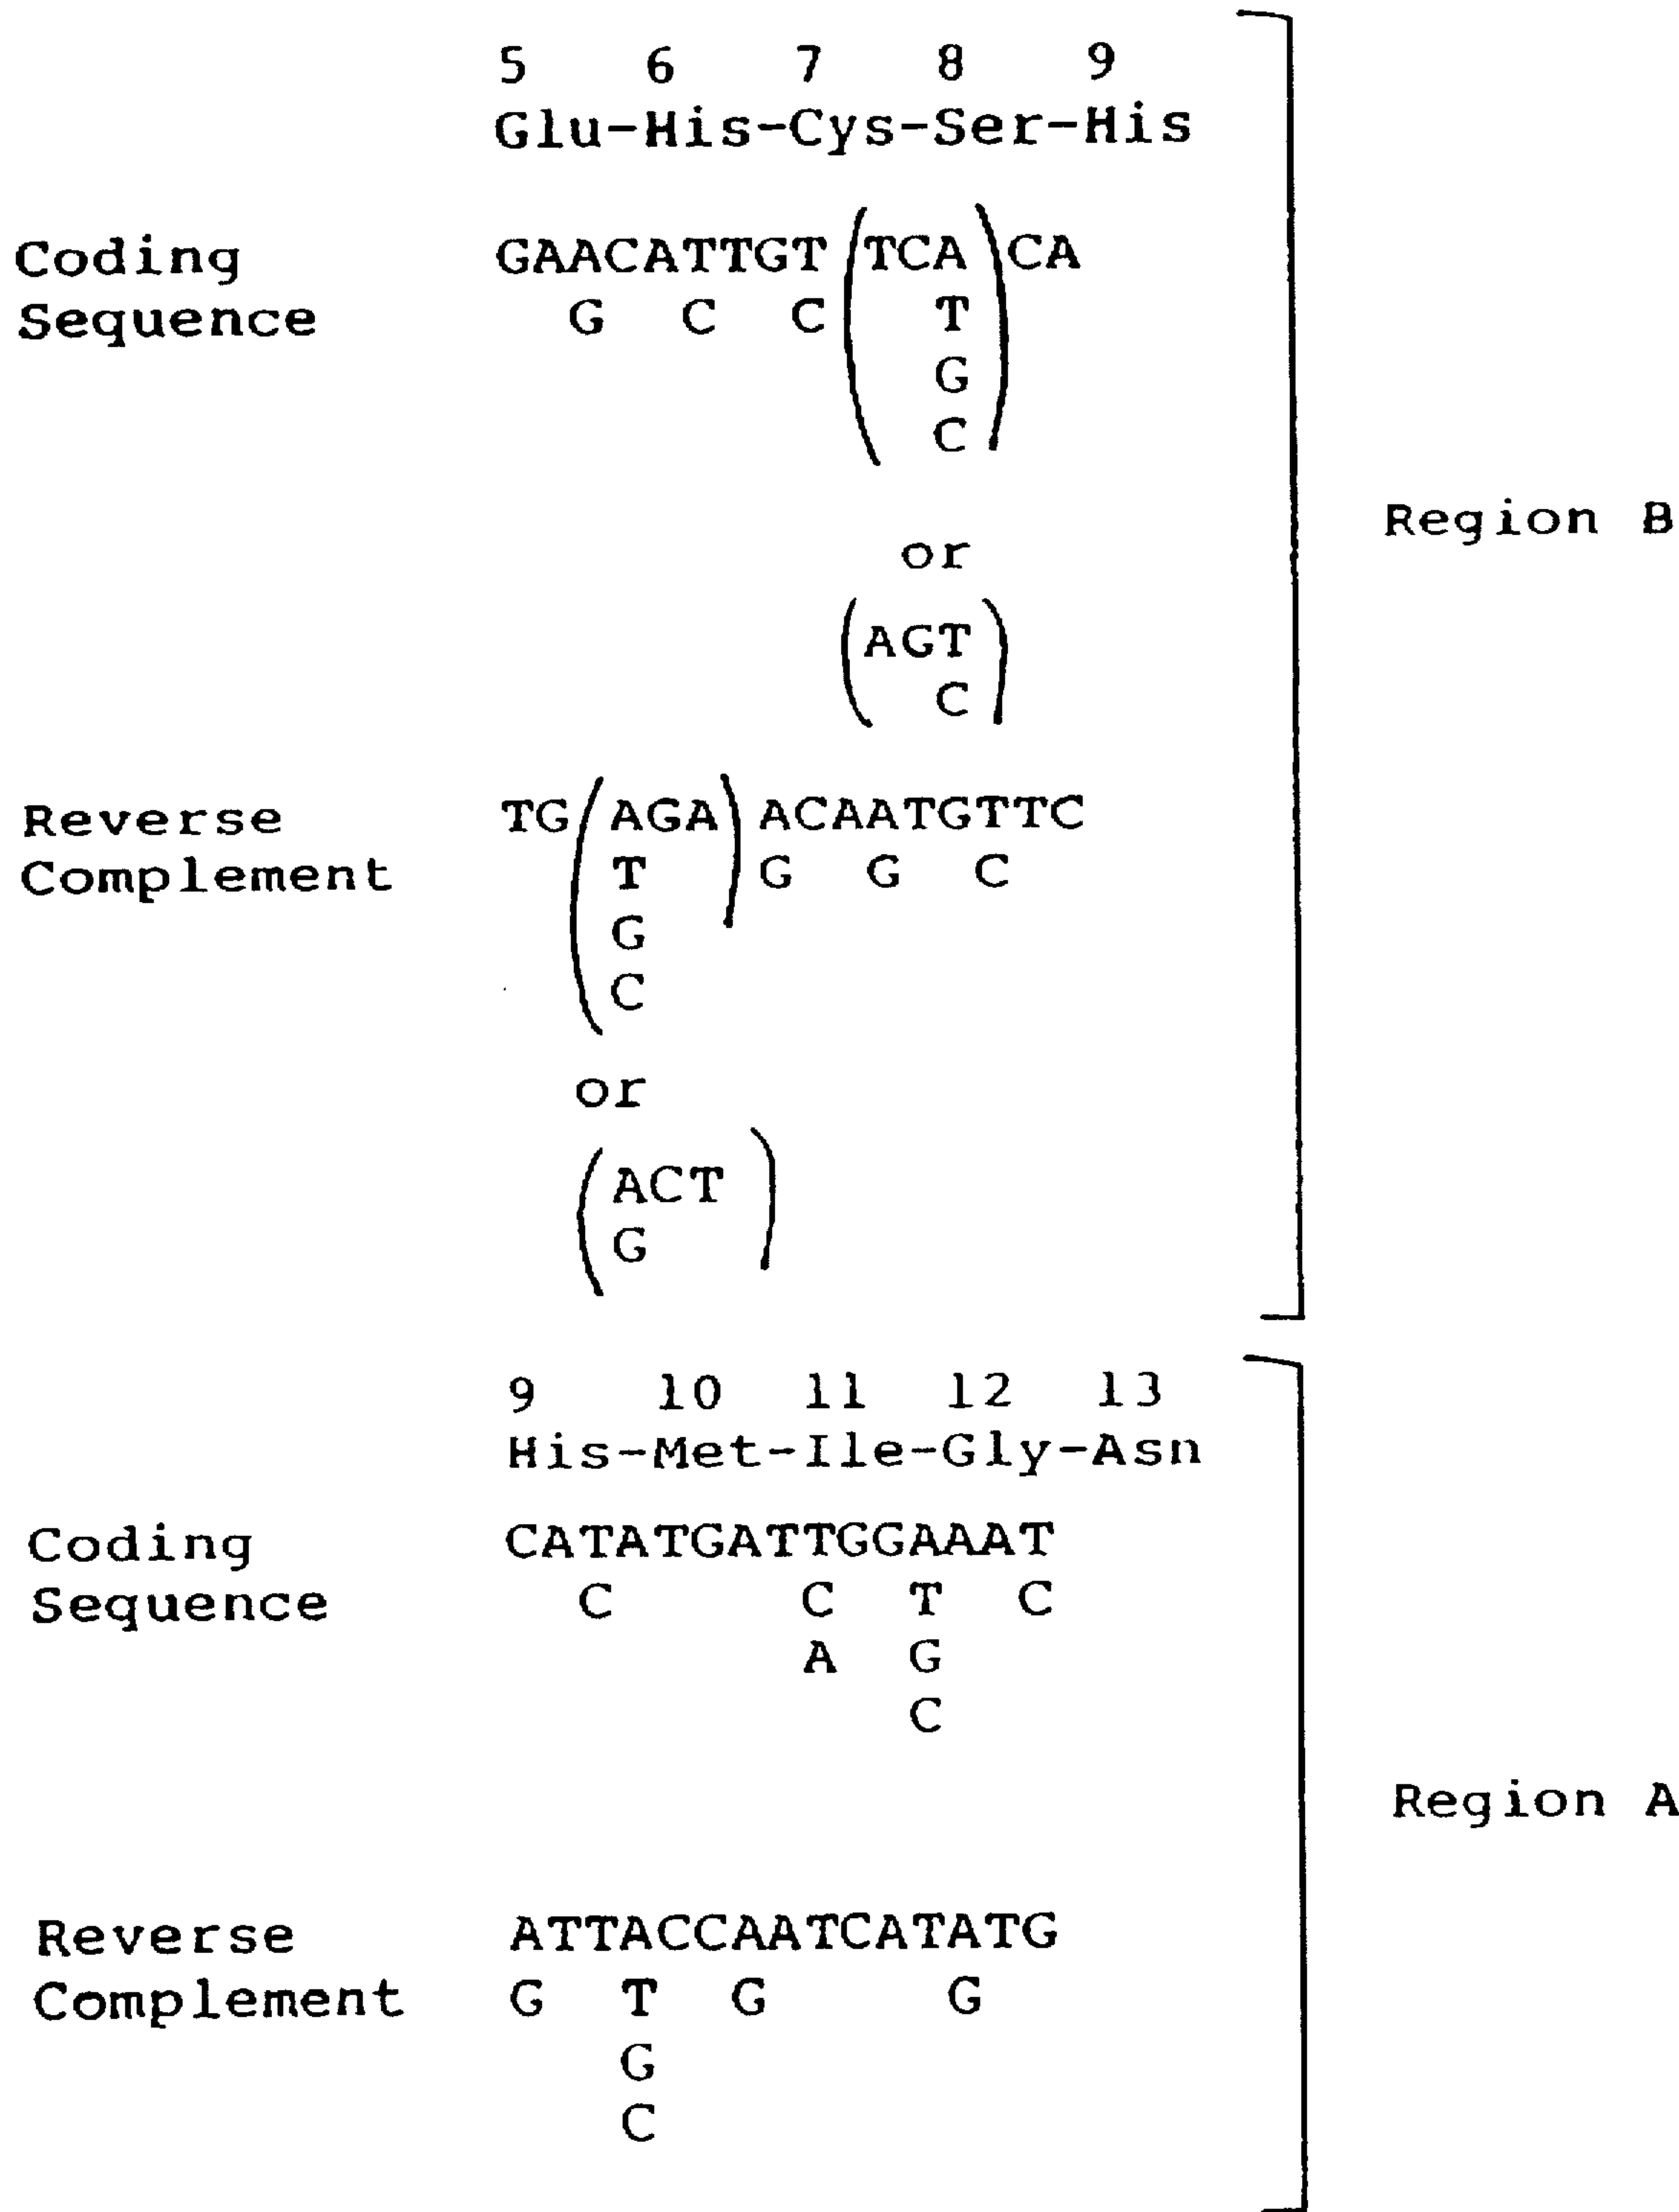 5 6 7 8 9
Glu-His-Cys-Ser-His
Coding GAACATTGT (TCA) CA
Sequence G C C T
G
C
Region B
or
(AGT)
C
Reverse TG (AGA) ACAATGTTC
Complement T G G C
G
C
or
(ACT)
G
9 10 11 12 13
His-Met-Ile-Gly-Asn
Coding CATATGATTGGAAAT
Sequence C C T C
A G
C
Region A
Reverse ATTACCAATCATATG
Complement G T G G
G
C